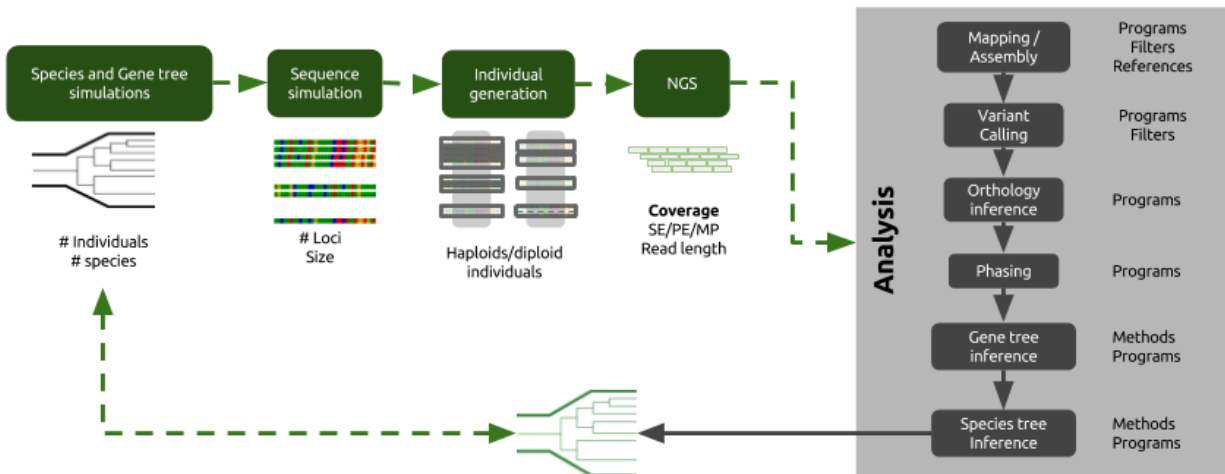 Species and Gene tree
simulations
Sequence
simulation
Individual
generation
NGS
# Individuals
# species
# Loci
Size
Haploids/diploid
individuals
Coverage
SE/PE/MP
Read length
Analysis
Mapping /
Assembly
Programs
Filters
References
Variant
Calling
Programs
Filters
Orthology
inference
Programs
Phasing
Programs
Gene tree
inference
Methods
Programs
Species tree
Inference
Methods
Programs